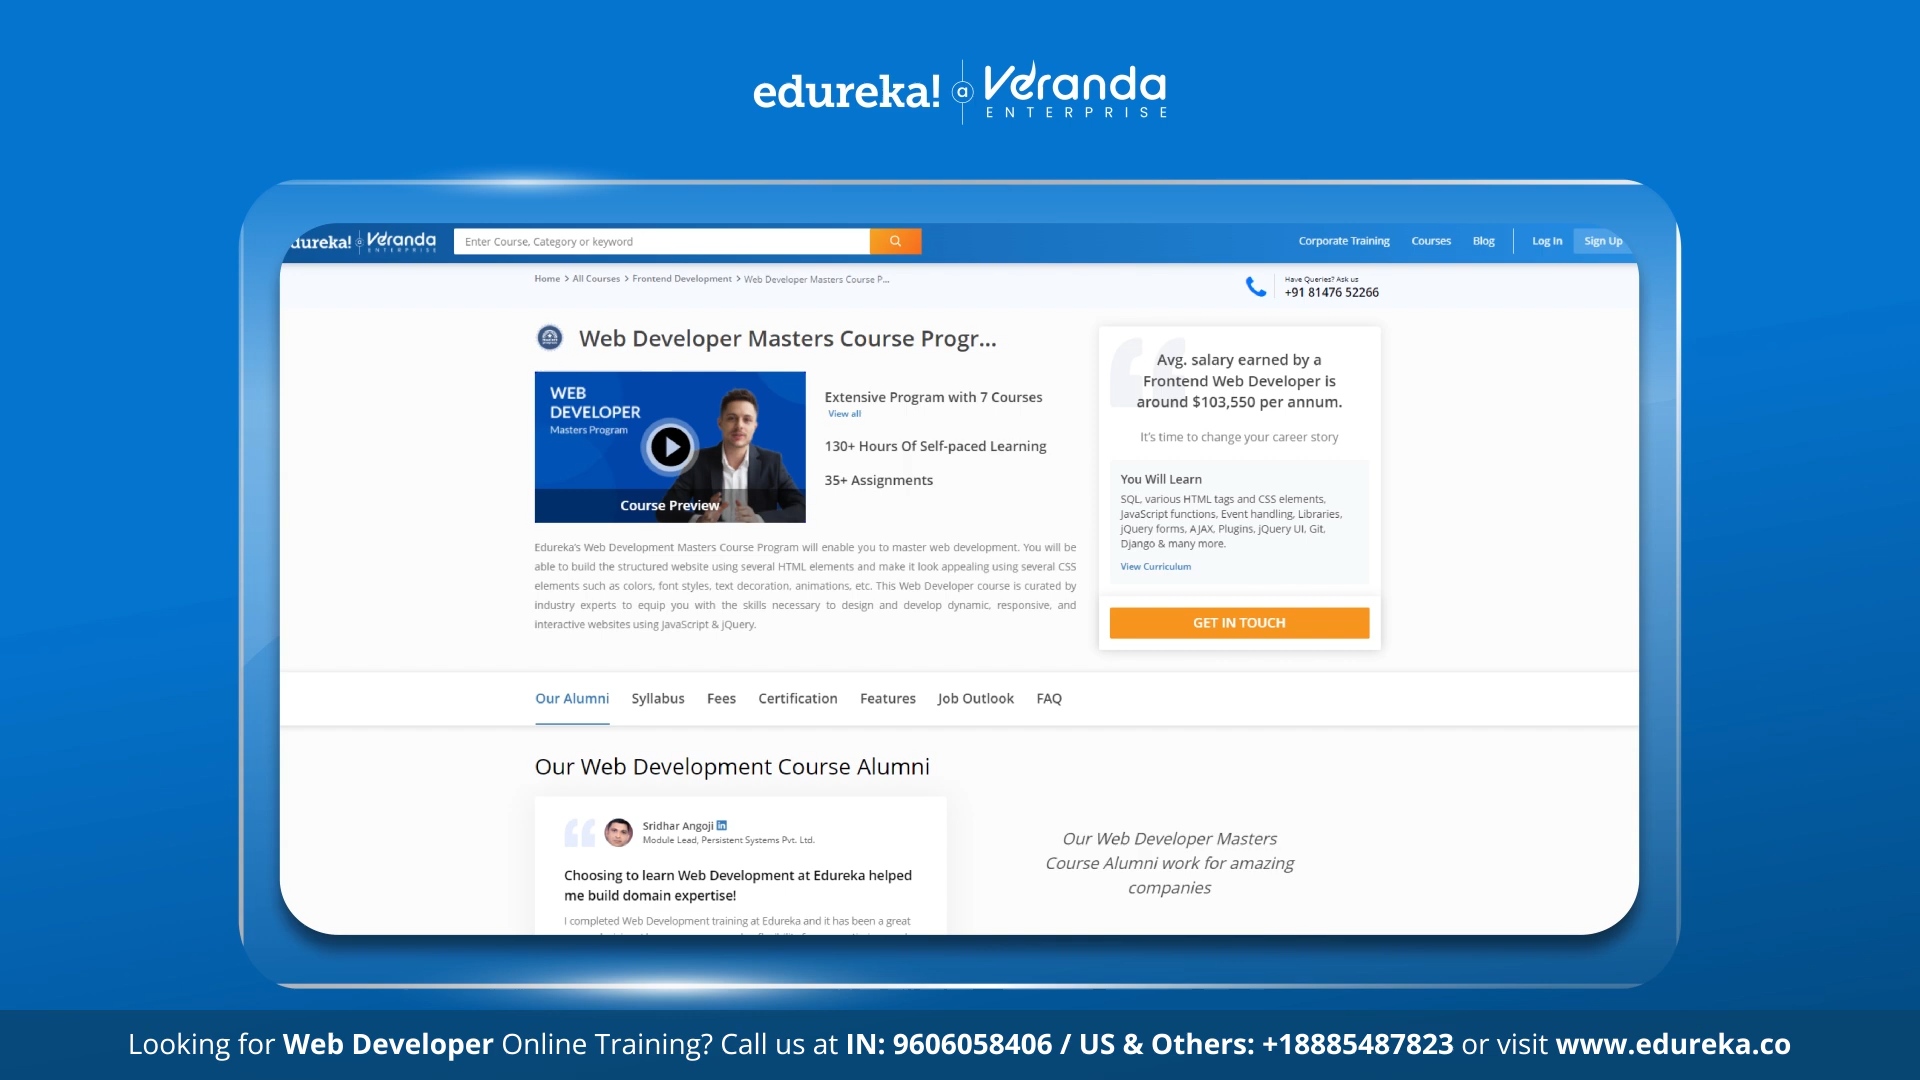 edureka! a Veranda
ENTERPRISE
dureka! a Veranda
ENTERPRISE
Enter Course, Category or keyword
Corporate Training
Courses
Blog
Log In
Sign Up
Home > All Courses > Frontend Development > Web Developer Masters Course P...
Have Queries? Ask us
+91 81476 52266
Web Developer Masters Course Progr...
WEB
DEVELOPER
Masters Program
Course Preview
Extensive Program with 7 Courses
View all
130+ Hours Of Self-paced Learning
35+ Assignments
Avg. salary earned by a
Frontend Web Developer is
around $103,550 per annum.
It's time to change your career story
You Will Learn
SQL, various HTML tags and CSS elements,
JavaScript functions, Event handling, Libraries,
jQuery forms, AJAX, Plugins, jQuery UI, Git,
Django & many more.
View Curriculum
GET IN TOUCH
Edureka's Web Development Masters Course Program will enable you to master web development. You will be
able to build the structured website using several HTML elements and make it look appealing using several CSS
elements such as colors, font styles, text decoration, animations, etc. This Web Developer course is curated by
industry experts to equip you with the skills necessary to design and develop dynamic, responsive, and
interactive websites using JavaScript & jQuery.
Our Alumni
Syllabus
Fees
Certification
Features
Job Outlook
FAQ
Our Web Development Course Alumni
Sridhar Angoji in
Module Lead, Persistent Systems Pvt. Ltd.
Choosing to learn Web Development at Edureka helped
me build domain expertise!
I completed Web Development training at Edureka and it has been a great
Our Web Developer Masters
Course Alumni work for amazing
companies
Looking for Web Developer Online Training? Call us at IN: 9606058406 / US & Others: +18885487823 or visit www.edureka.co